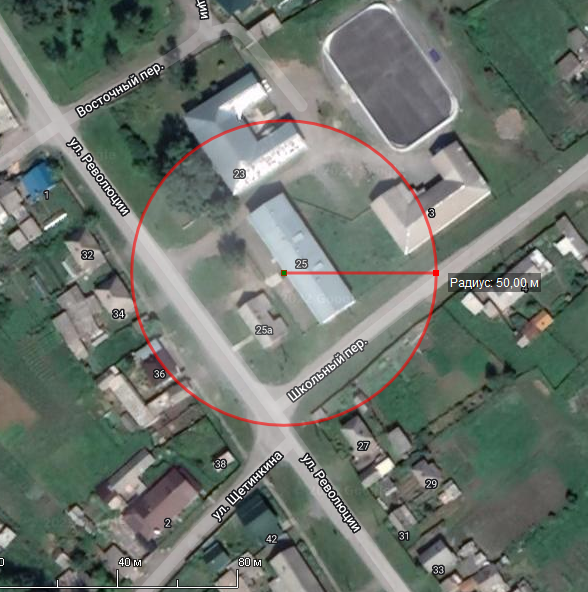 Восточный пер.
ул. Революции
23
1
3
32
25
Радиус: 50,00 м
34
25а
36
Школьный пер.
27
38
ул. Щетинкина
ул. Революции
29
2
31
42
33
0
40 м
80 м